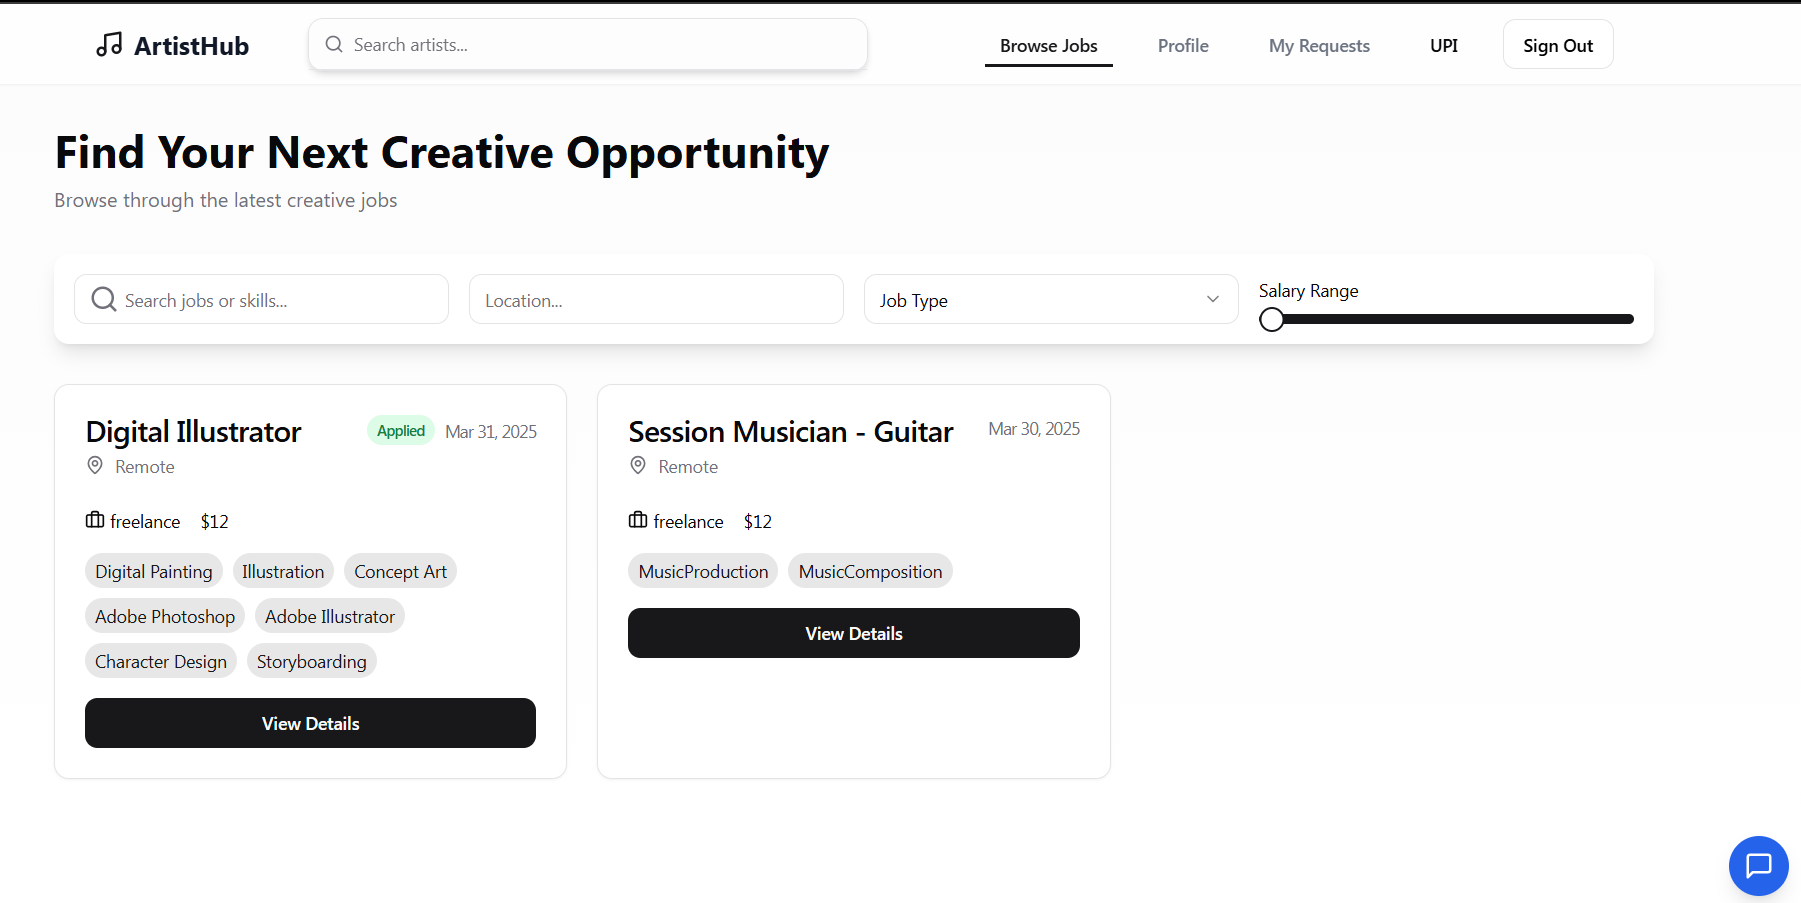 ArtistHub
Search artists...
Browse Jobs
Profile
My Requests
UPI
Sign Out
Find Your Next Creative Opportunity
Browse through the latest creative jobs
Search jobs or skills...
Location...
Job Type
Salary Range
Digital Illustrator
Applied
Mar 31, 2025
Remote
freelance $12
Digital Painting
Illustration
Concept Art
Adobe Photoshop
Adobe Illustrator
Character Design
Storyboarding
View Details
Session Musician - Guitar
Mar 30, 2025
Remote
freelance $12
MusicProduction
MusicComposition
View Details